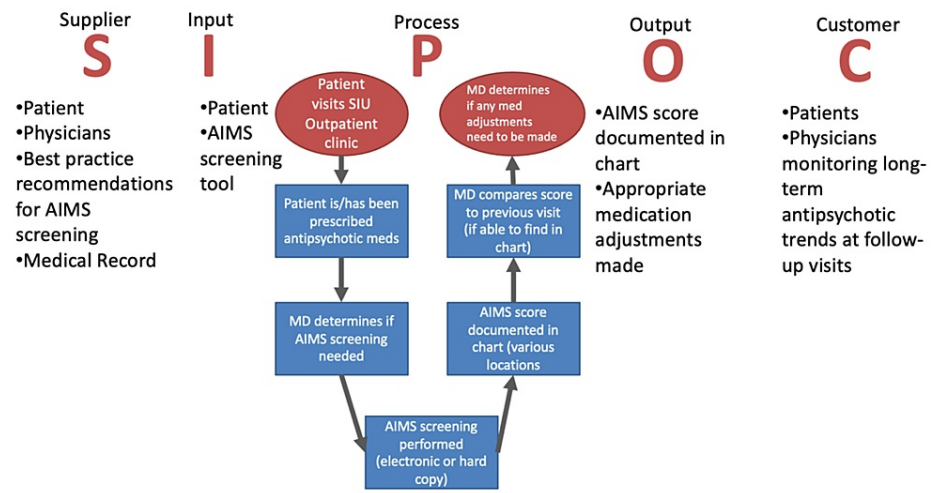 Supplier
S
•Patient
•Physicians
•Best practice
recommendations
for AIMS
screening
•Medical Record
Input
I
•Patient
•AIMS
screening
tool
Process
P
Patient
visits SIU
Outpatient
clinic
Patient is/has been
prescribed
antipsychotic meds
MD determines if
AIMS screening
needed
AIMS screening
performed
(electronic or hard
copy)
AIMS score
documented in
chart (various
locations
MD compares score
to previous visit
(if able to find in
chart)
MD determines
if any med
adjustments
need to be made
Output
O
•AIMS score
documented in
chart
•Appropriate
medication
adjustments
made
Customer
C
•Patients
•Physicians
monitoring long-
term
antipsychotic
trends at follow-
up visits